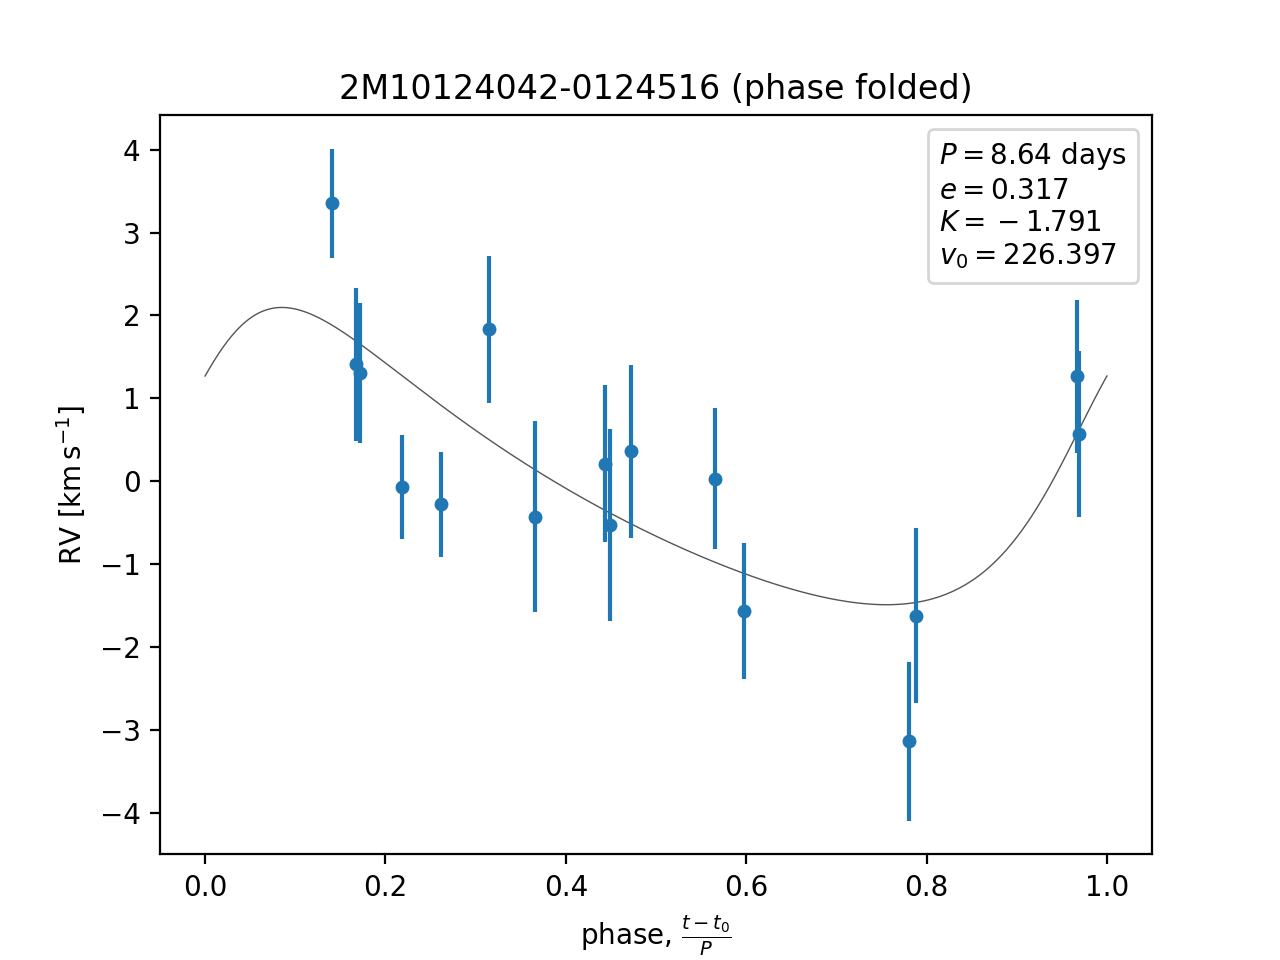 2M10124042-0124516 (phase folded)
P = 8.64 days
e = 0.317
K = −1.791
v₀ = 226.397
RV [km s⁻¹]
4
3
2
1
0
−1
−2
−3
−4
0.0 0.2 0.4 0.6 0.8 1.0
phase, (t − t₀)/P